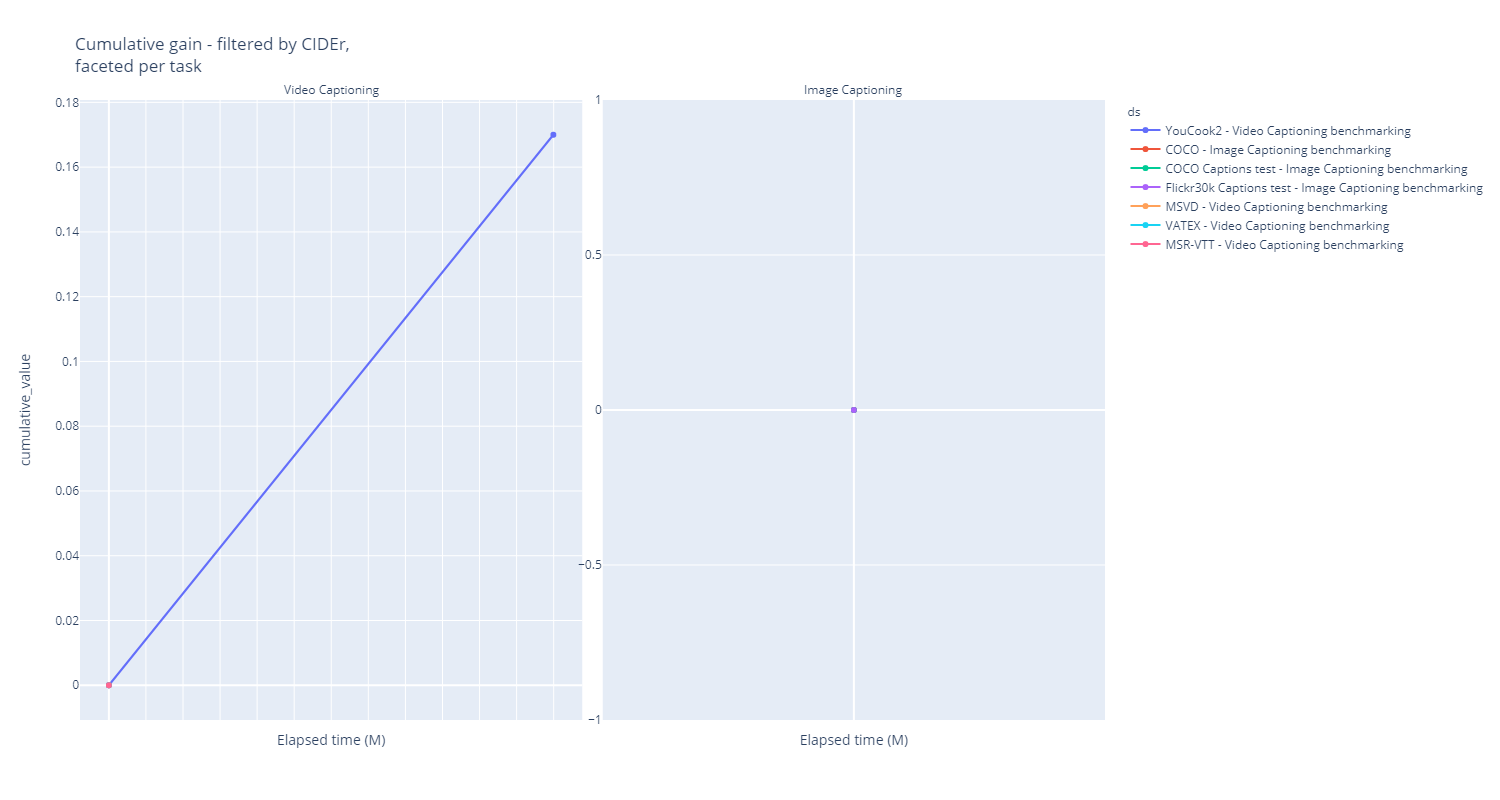 Cumulative gain - filtered by CIDEr,
faceted per task
Video Captioning
Image Captioning
0.18
0.16
0.14
0.12
0.1
0.08
0.06
0.04
0.02
0
cumulative_value
Elapsed time (M)
1
0.5
0
−0.5
−1
Elapsed time (M)
ds
YouCook2 - Video Captioning benchmarking
COCO - Image Captioning benchmarking
COCO Captions test - Image Captioning benchmarking
Flickr30k Captions test - Image Captioning benchmarking
MSVD - Video Captioning benchmarking
VATEX - Video Captioning benchmarking
MSR-VTT - Video Captioning benchmarking